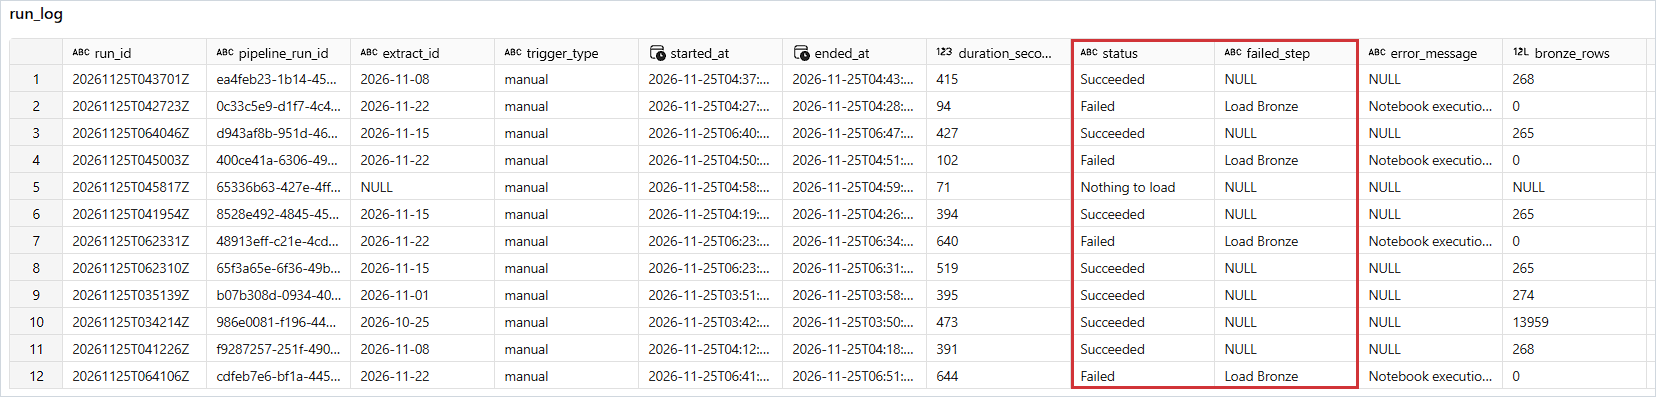 run_log
ABC run_id ABC pipeline_run_id ABC extract_id ABC trigger_type started_at ended_at 123 duration_seco... ABC status ABC failed_step ABC error_message 12L bronze_rows
1 20261125T043701Z ea4feb23-1b14-45... 2026-11-08 manual 2026-11-25T04:37:... 2026-11-25T04:43:... 415 Succeeded NULL NULL 268
2 20261125T042723Z 0c33c5e9-d1f7-4c4... 2026-11-22 manual 2026-11-25T04:27:... 2026-11-25T04:28:... 94 Failed Load Bronze Notebook executio... 0
3 20261125T064046Z d943af8b-951d-46... 2026-11-15 manual 2026-11-25T06:40:... 2026-11-25T06:47:... 427 Succeeded NULL NULL 265
4 20261125T045003Z 400ce41a-6306-49... 2026-11-22 manual 2026-11-25T04:50:... 2026-11-25T04:51:... 102 Failed Load Bronze Notebook executio... 0
5 20261125T045817Z 65336b63-427e-4ff... NULL manual 2026-11-25T04:58:... 2026-11-25T04:59:... 71 Nothing to load NULL NULL NULL
6 20261125T041954Z 8528e492-4845-45... 2026-11-15 manual 2026-11-25T04:19:... 2026-11-25T04:26:... 394 Succeeded NULL NULL 265
7 20261125T062331Z 48913eff-c21e-4cd... 2026-11-22 manual 2026-11-25T06:23:... 2026-11-25T06:34:... 640 Failed Load Bronze Notebook executio... 0
8 20261125T062310Z 65f3a65e-6f36-49b... 2026-11-15 manual 2026-11-25T06:23:... 2026-11-25T06:31:... 519 Succeeded NULL NULL 265
9 20261125T035139Z b07b308d-0934-40... 2026-11-01 manual 2026-11-25T03:51:... 2026-11-25T03:58:... 395 Succeeded NULL NULL 274
10 20261125T034214Z 986e0081-f196-44... 2026-10-25 manual 2026-11-25T03:42:... 2026-11-25T03:50:... 473 Succeeded NULL NULL 13959
11 20261125T041226Z f9287257-251f-490... 2026-11-08 manual 2026-11-25T04:12:... 2026-11-25T04:18:... 391 Succeeded NULL NULL 268
12 20261125T064106Z cdfeb7e6-bf1a-445... 2026-11-22 manual 2026-11-25T06:41:... 2026-11-25T06:51:... 644 Failed Load Bronze Notebook executio... 0